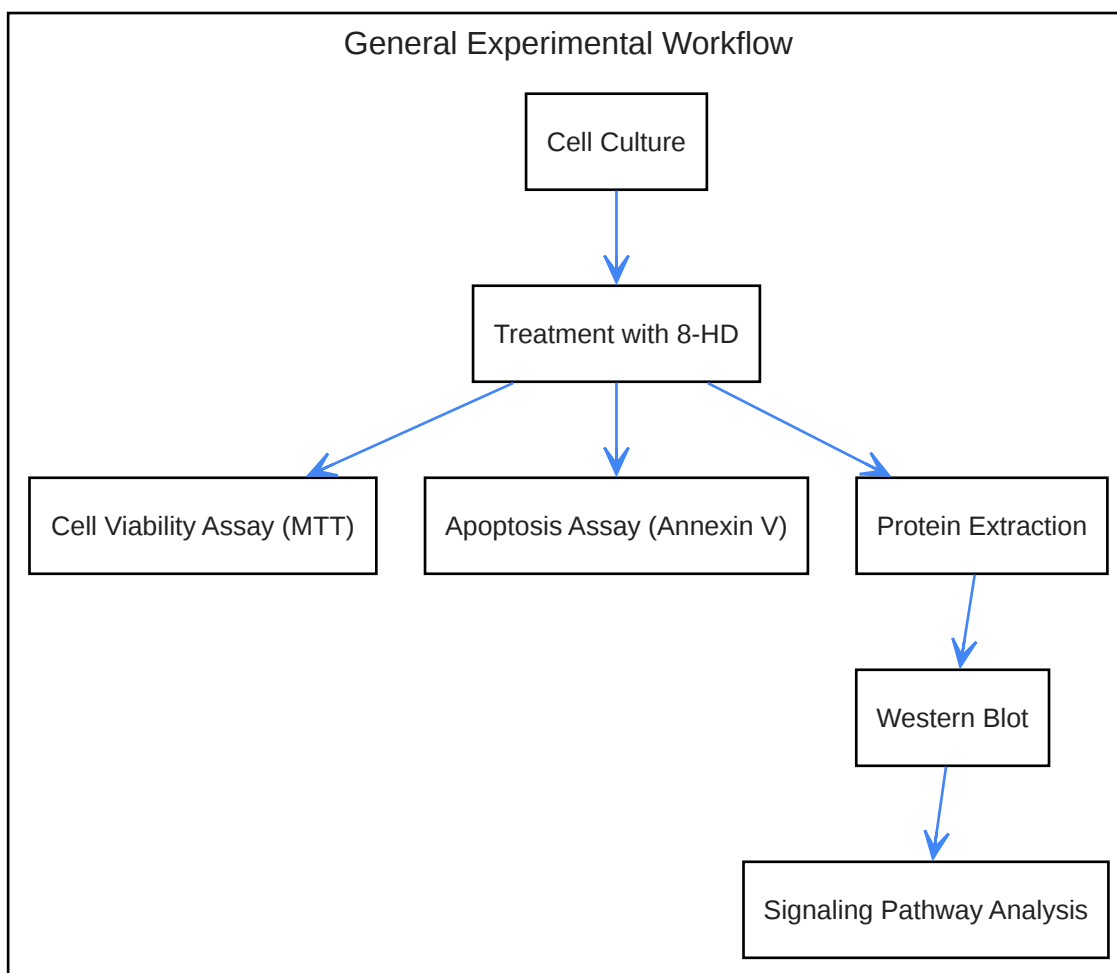 General Experimental Workflow
Cell Culture
Treatment with 8-HD
Cell Viability Assay (MTT)
Apoptosis Assay (Annexin V)
Protein Extraction
Western Blot
Signaling Pathway Analysis